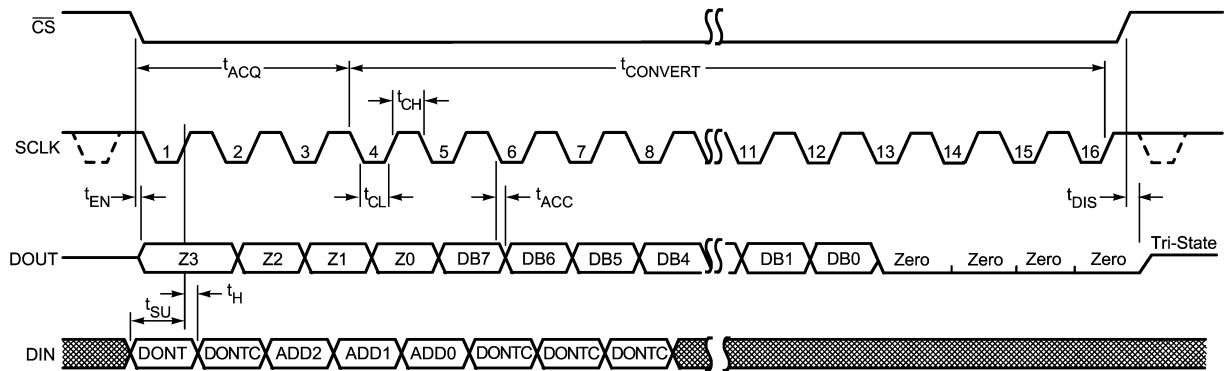 CS
tACQ
tCONVERT
tCH
SCLK
1 2 3 4 5 6 7 8 11 12 13 14 15 16
tEN
tCL
tACC
tDIS
DOUT Z3 Z2 Z1 Z0 DB7 DB6 DB5 DB4 DB1 DB0 Zero Zero Zero Zero Tri-State
tSU
tH
DIN DONT DONTC ADD2 ADD1 ADD0 DONTC DONTC DONTC